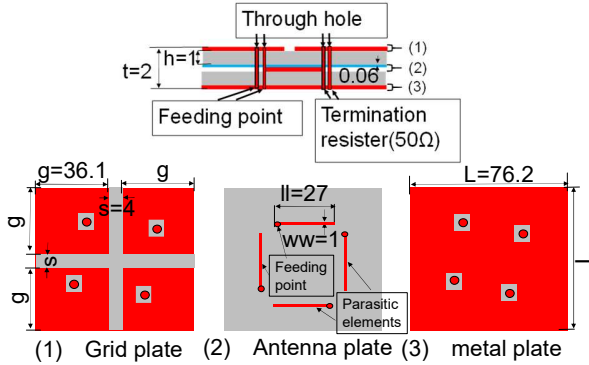 Through hole
h=1
t=2
0.06
(1)
(2)
(3)
Feeding point
Termination
resister(50Ω)
g=36.1
g
s=4
g
s
g
(1) Grid plate
ll=27
ww=1
Feeding
point
Parasitic
elements
(2) Antenna plate
L=76.2
l
(3) metal plate